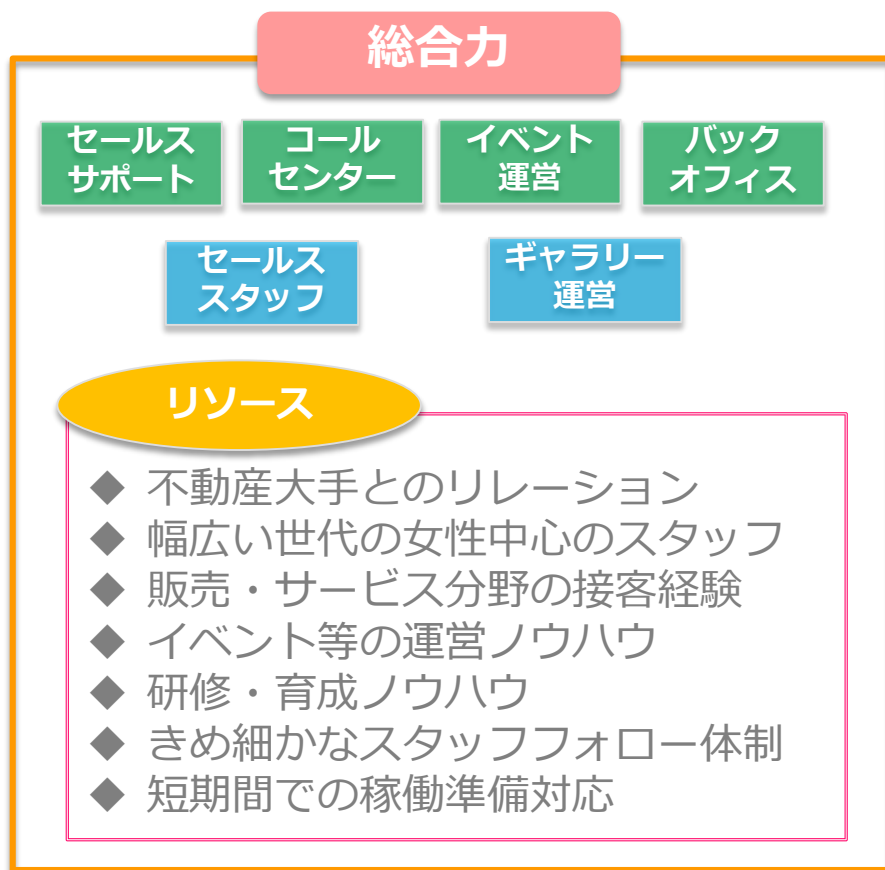 総合力
セールス
サポート
コール
センター
イベント
運営
バック
オフィス
セールス
スタッフ
ギャラリー
運営
リソース
◆ 不動産大手とのリレーション
◆ 幅広い世代の女性中心のスタッフ
◆ 販売・サービス分野の接客経験
◆ イベント等の運営ノウハウ
◆ 研修・育成ノウハウ
◆ きめ細かなスタッフフォロー体制
◆ 短期間での稼働準備対応